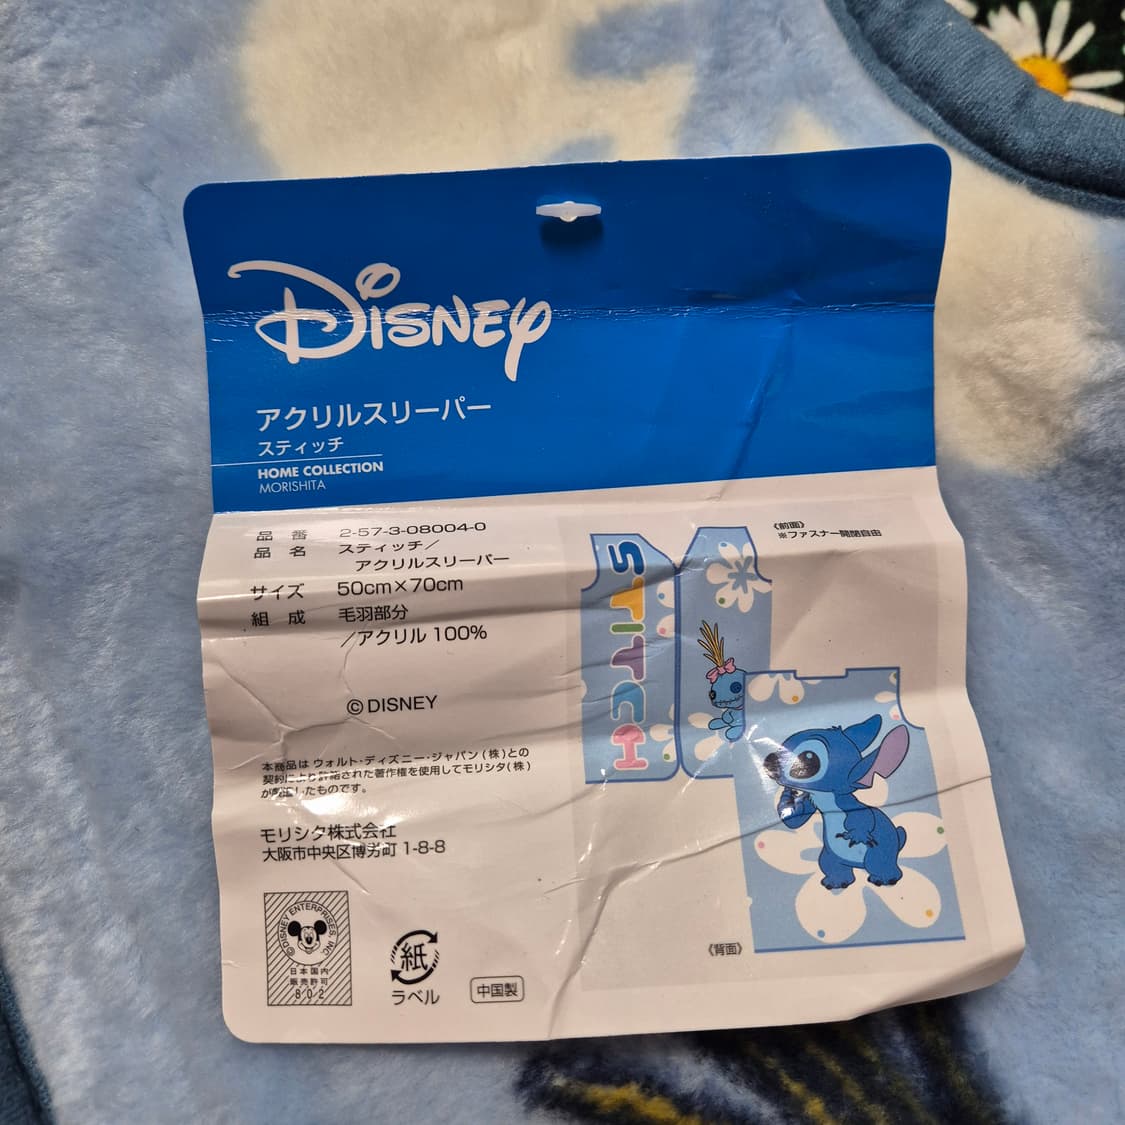 DISNEY
アクリルスリーパー
スティッチ
HOME COLLECTION
MORISHITA
品番 2-57-3-08004-0
品名 スティッチ／
アクリルスリーパー
サイズ 50cm×70cm
組成 毛羽部分
／アクリル 100%
© DISNEY
本商品は ウォルト・ディズニー・ジャパン(株)との
契約により許諾された著作権を使用してモリシタ(株)
が製造したものです。
モリシタ株式会社
大阪市中央区博労町 1-8-8
© DISNEY ENTERPRISES, INC.
日本国内
販売許可
802
紙
ラベル
中国製
《前面》
※ファスナー開閉自由
STITCH
《背面》